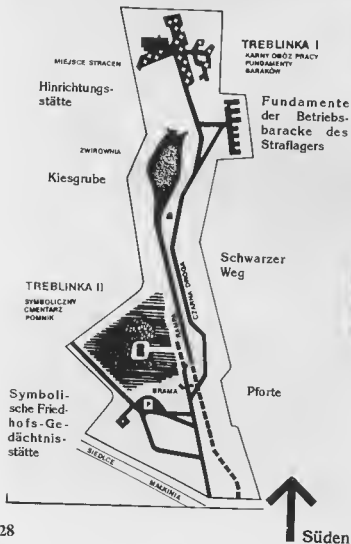 TREBLINKA I
KARNY OBÓZ PRACY
FUNDAMENTY
BARAKÓW
MIEJSCE STRACEŃ
Hinrichtungs-
stätte
Fundamente
der Betriebs-
baracke des
Straflagers
ŻWIROWNIA
Kiesgrube
Schwarzer
Weg
CZARNA DROGA
TREBLINKA II
SYMBOLICZNY
CMENTARZ
POMNIK
RAMPA
BRAMA
P
Pforte
Symboli-
sche Fried-
hofs-Ge-
dächtnis-
stätte
SIEDLCE
MAŁKINIA
28
Süden